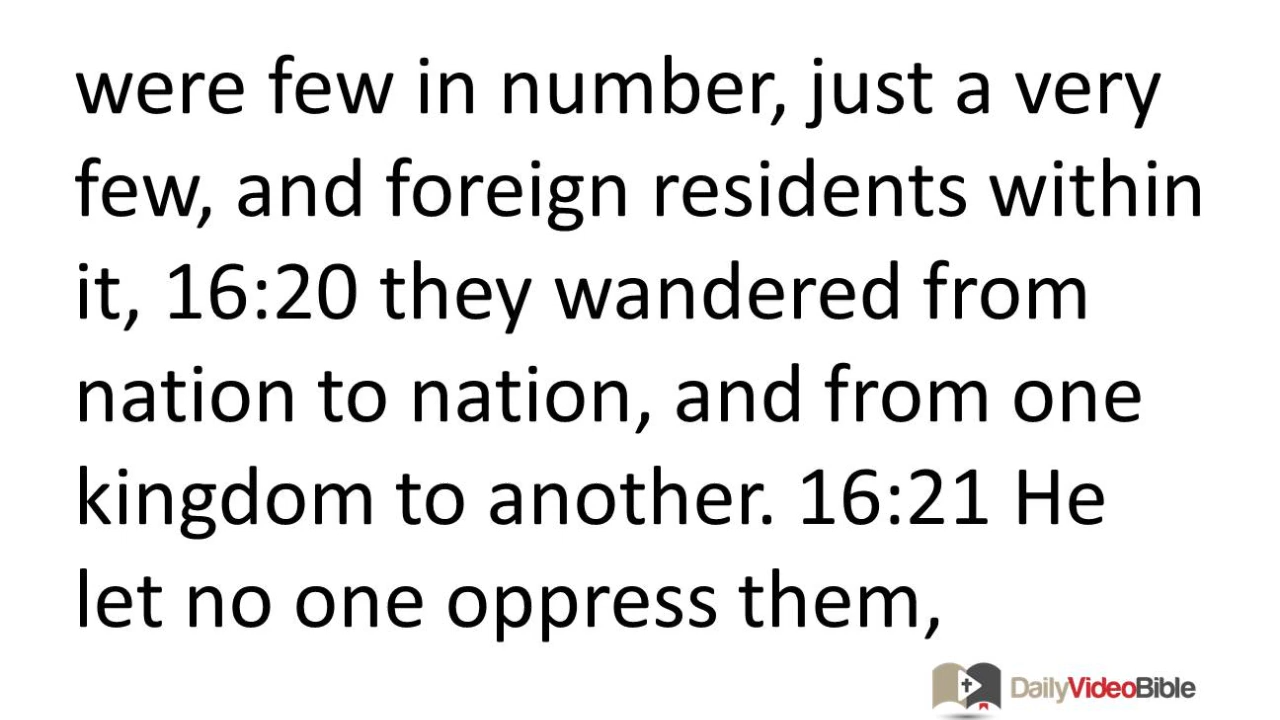 were few in number, just a very
few, and foreign residents within
it, 16:20 they wandered from
nation to nation, and from one
kingdom to another. 16:21 He
let no one oppress them,
DailyVideoBible